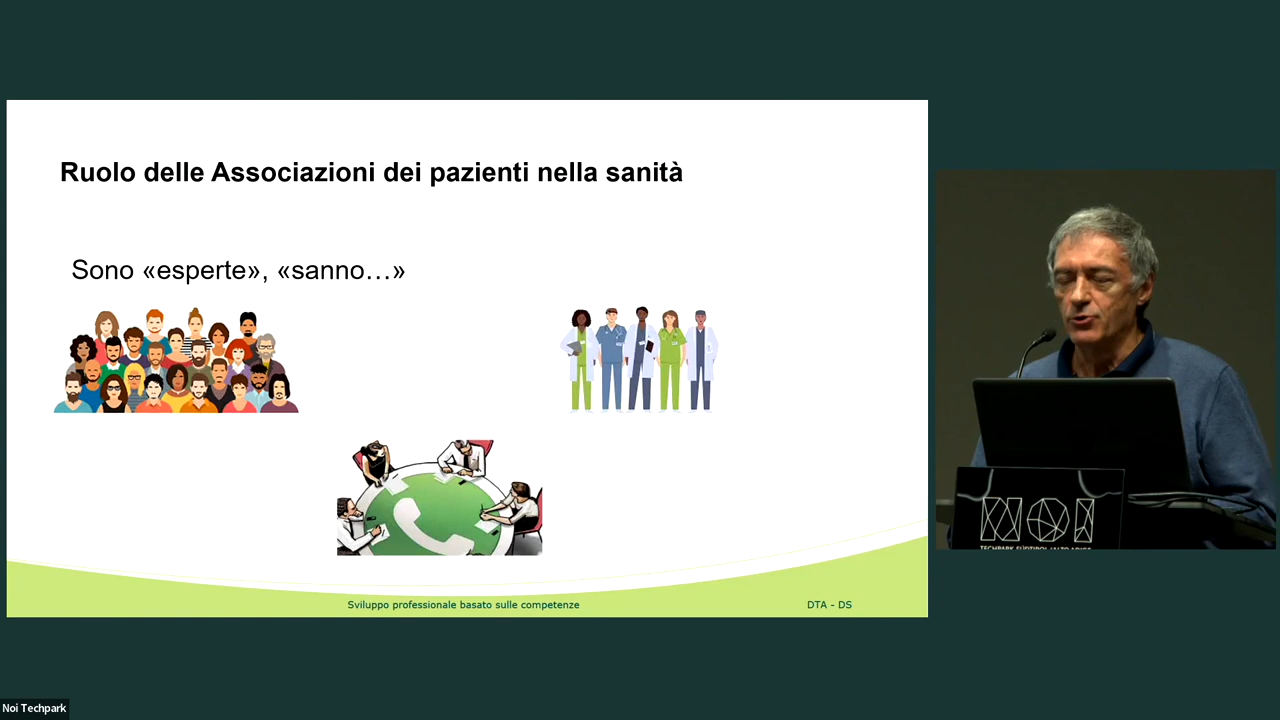 Ruolo delle Associazioni dei pazienti nella sanità
Sono «esperte», «sanno…»
Sviluppo professionale basato sulle competenze
DTA - DS
NOI
Noi Techpark